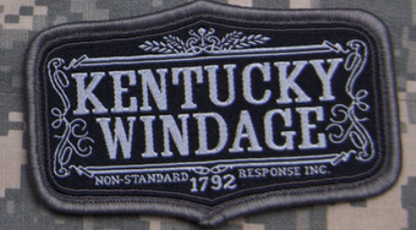 KENTUCKY
WINDAGE
NON-STANDARD 1792 RESPONSE INC.